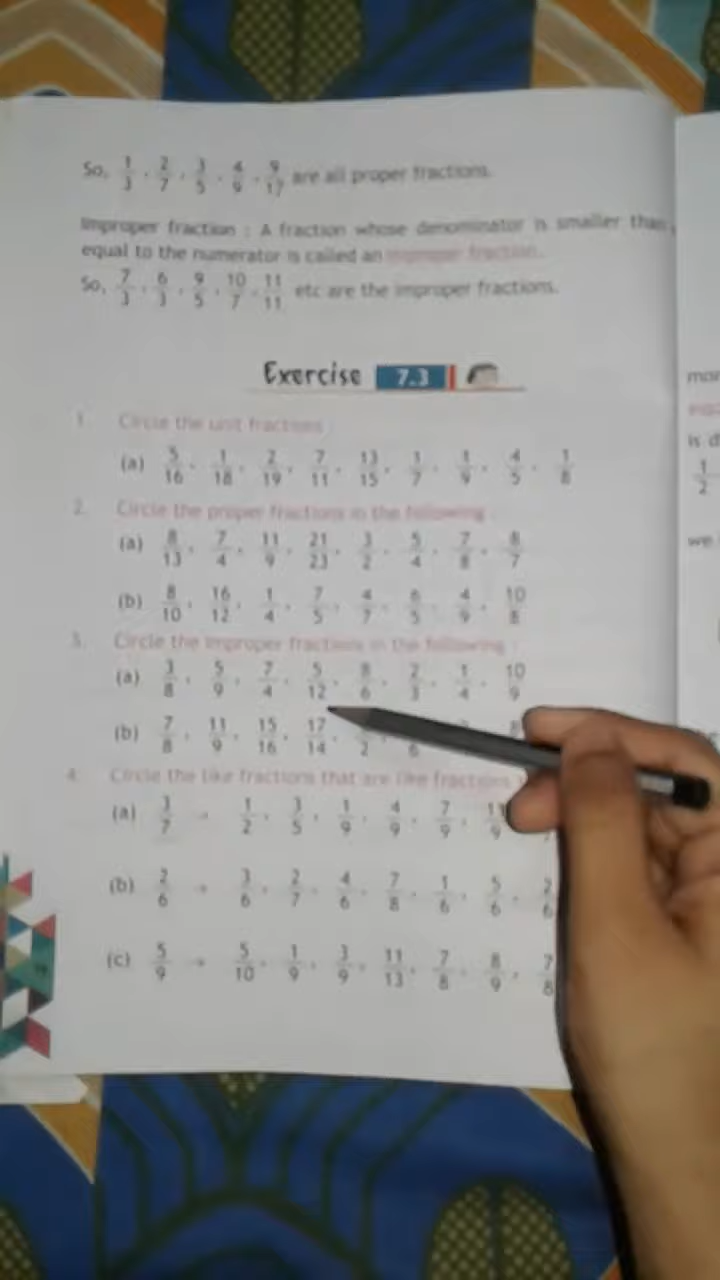 So, 1/3, 2/7, 3/5, 4/9, 9/17 are all proper fractions.
Improper fraction : A fraction whose denominator is smaller than,
equal to the numerator is called an improper fraction.
So, 7/3, 6/3, 9/5, 10/7, 11/11 etc are the improper fractions.
Exercise 7.3
1. Circle the unit fractions :
(a) 5/16, 1/18, 2/19, 7/11, 13/15, 1/7, 1/9, 4/5, 1/8
2. Circle the proper fractions in the following :
(a) 8/13, 7/4, 11/9, 21/23, 3/2, 5/4, 7/8, 8/7
(b) 8/10, 16/12, 1/4, 7/5, 4/7, 6/5, 4/9, 10/8
3. Circle the improper fractions in the following :
(a) 3/8, 5/9, 7/4, 5/12, 8/6, 2/3, 1/4, 10/9
(b) 7/8, 11/9, 15/16, 17/14,
4. Circle the like fractions that are like fractions
(a) 3/7 → 1/2, 3/5, 1/9, 4/9, 7/9, 11/9
(b) 2/6 → 3/6, 2/7, 4/6, 7/8, 1/6, 5/6, 2/6
(c) 5/9 → 5/10, 1/9, 3/9, 11/13, 7/8, 8/9, 7/8
is d
1/2
we